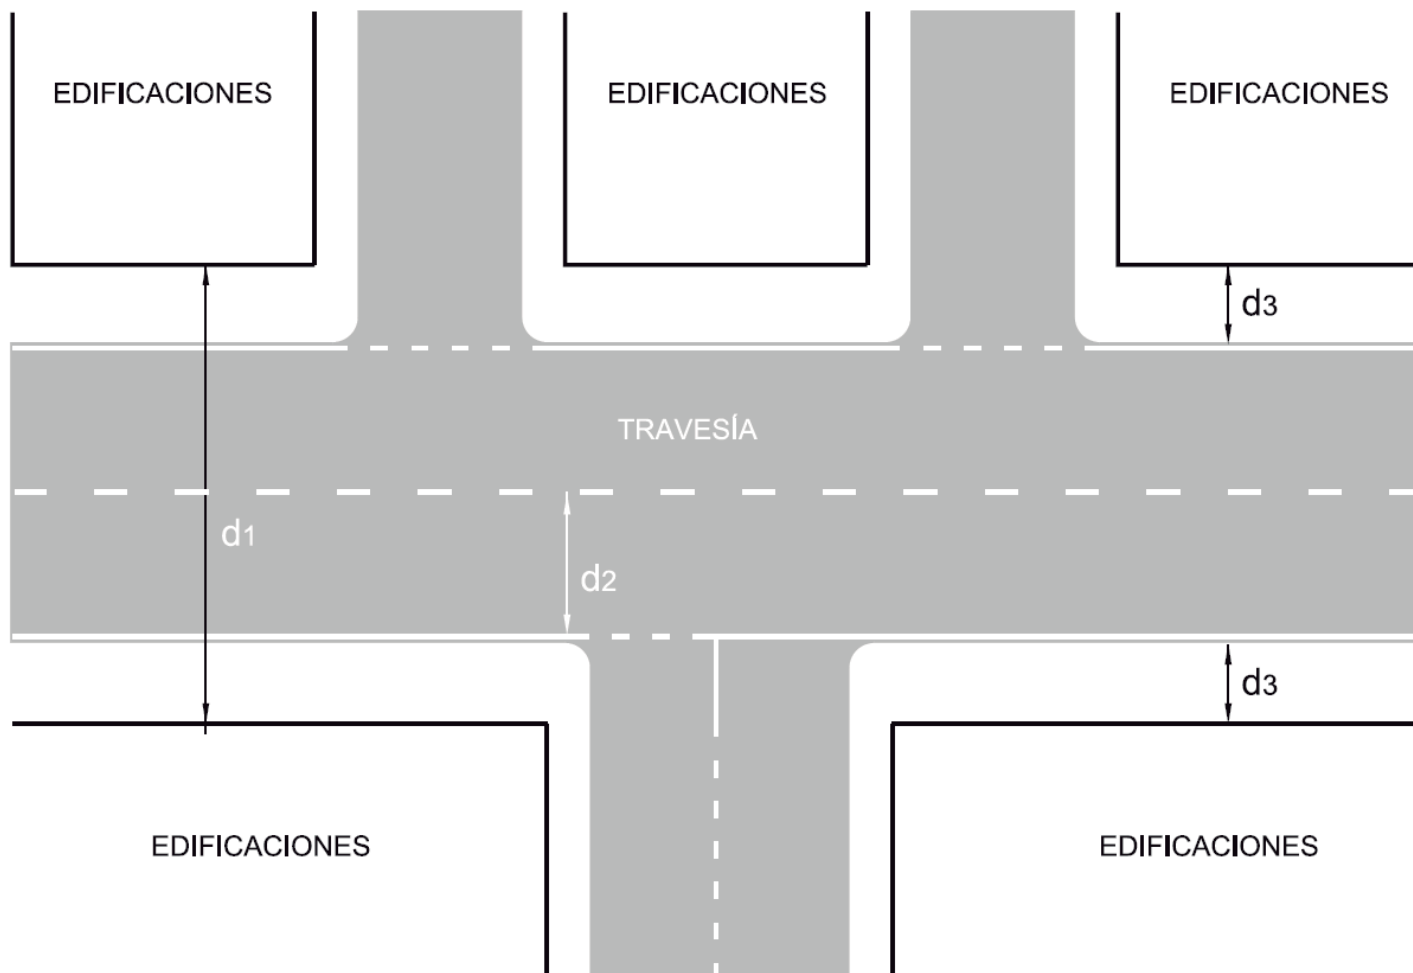 EDIFICACIONES
EDIFICACIONES
EDIFICACIONES
d3
TRAVESÍA
d1
d2
d3
EDIFICACIONES
EDIFICACIONES